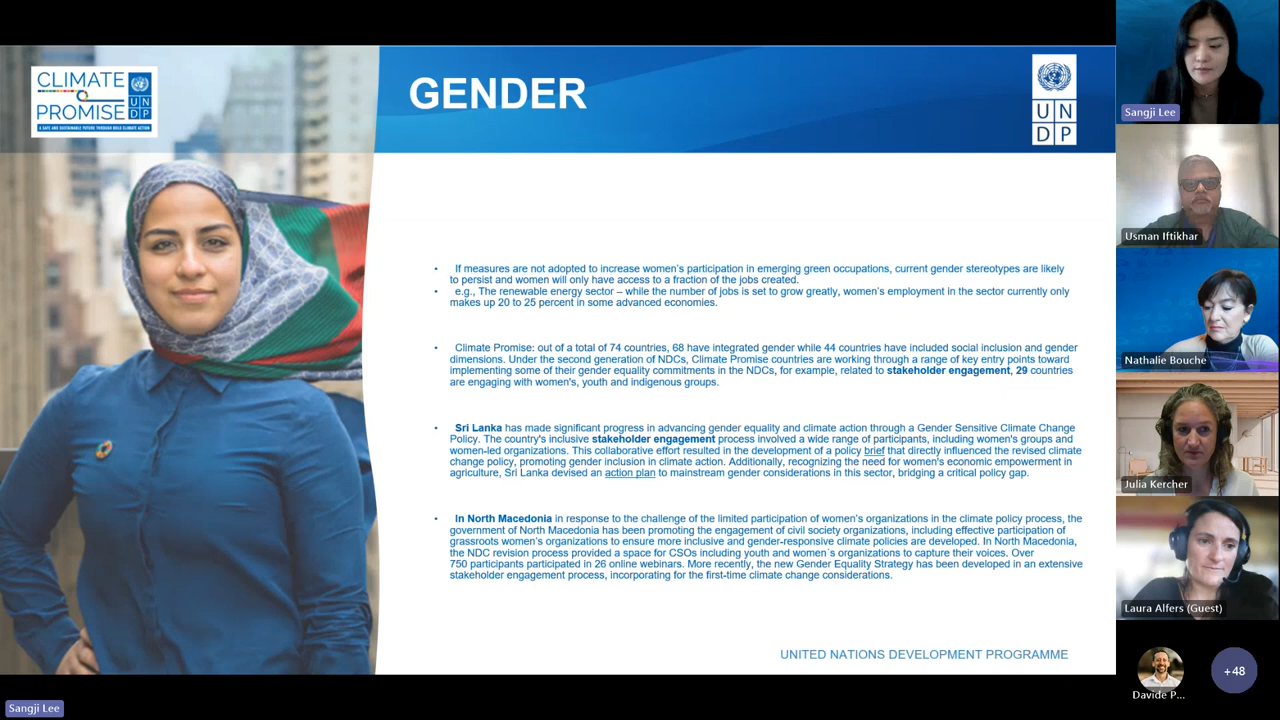 CLIMATE
PROMISE
U N
D P
A SAFE AND SUSTAINABLE FUTURE THROUGH BOLD CLIMATE ACTION
GENDER
U N
D P
• If measures are not adopted to increase women's participation in emerging green occupations, current gender stereotypes are likely
to persist and women will only have access to a fraction of the jobs created.
• e.g., The renewable energy sector – while the number of jobs is set to grow greatly, women's employment in the sector currently only
makes up 20 to 25 percent in some advanced economies.
• Climate Promise: out of a total of 74 countries, 68 have integrated gender while 44 countries have included social inclusion and gender
dimensions. Under the second generation of NDCs, Climate Promise countries are working through a range of key entry points toward
implementing some of their gender equality commitments in the NDCs, for example, related to stakeholder engagement, 29 countries
are engaging with women's, youth and indigenous groups.
• Sri Lanka has made significant progress in advancing gender equality and climate action through a Gender Sensitive Climate Change
Policy. The country's inclusive stakeholder engagement process involved a wide range of participants, including women's groups and
women-led organizations. This collaborative effort resulted in the development of a policy brief that directly influenced the revised climate
change policy, promoting gender inclusion in climate action. Additionally, recognizing the need for women's economic empowerment in
agriculture, Sri Lanka devised an action plan to mainstream gender considerations in this sector, bridging a critical policy gap.
• In North Macedonia in response to the challenge of the limited participation of women's organizations in the climate policy process, the
government of North Macedonia has been promoting the engagement of civil society organizations, including effective participation of
grassroots women's organizations to ensure more inclusive and gender-responsive climate policies are developed. In North Macedonia,
the NDC revision process provided a space for CSOs including youth and women´s organizations to capture their voices. Over
750 participants participated in 26 online webinars. More recently, the new Gender Equality Strategy has been developed in an extensive
stakeholder engagement process, incorporating for the first-time climate change considerations.
UNITED NATIONS DEVELOPMENT PROGRAMME
Sangji Lee
Sangji Lee
Usman Iftikhar
Nathalie Bouche
Julia Kercher
Laura Alfers (Guest)
Davide P...
+48